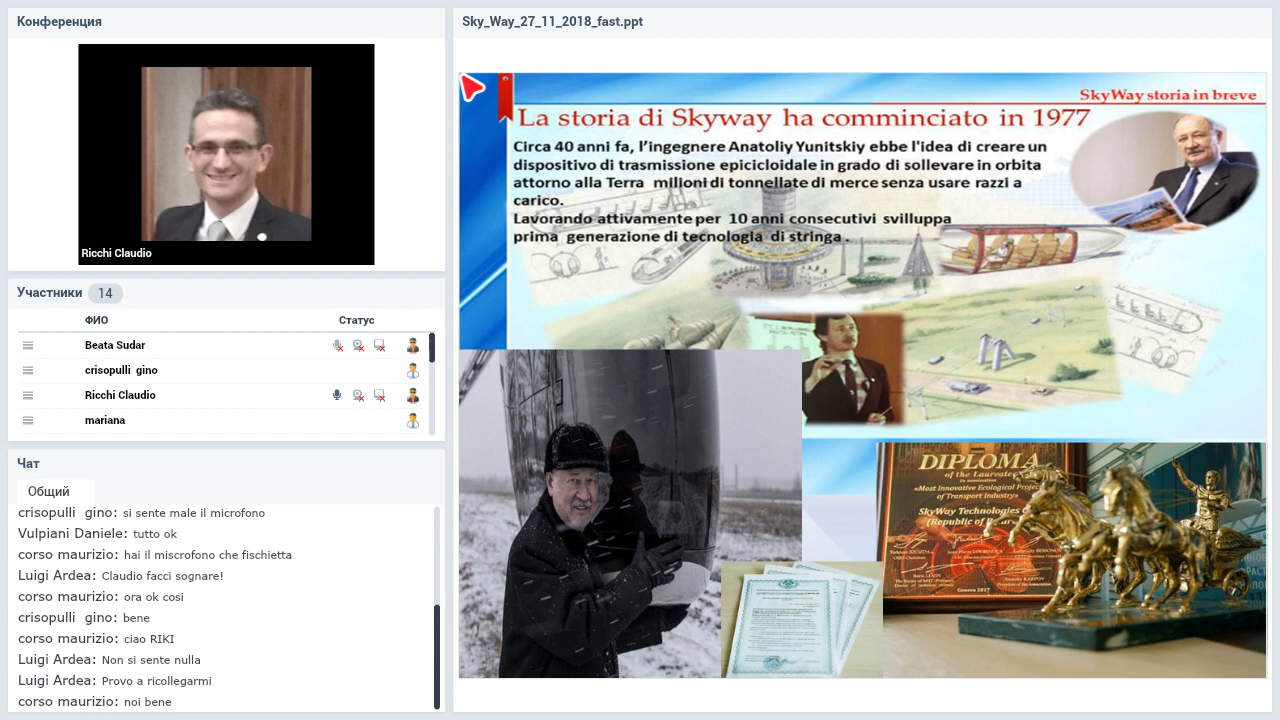 Конференция
Ricchi Claudio
Участники 14
ФИО Статус
Beata Sudar
crisopulli gino
Ricchi Claudio
mariana
Чат
Общий
crisopulli gino: si sente male il microfono
Vulpiani Daniele: tutto ok
corso maurizio: hai il miscrofono che fischietta
Luigi Ardea: Claudio facci sognare!
corso maurizio: ora ok cosi
crisopulli gino: bene
corso maurizio: ciao RIKI
Luigi Ardea: Non si sente nulla
Luigi Ardea: Provo a ricollegarmi
corso maurizio: noi bene
Sky_Way_27_11_2018_fast.ppt
SkyWay storia in breve
La storia di Skyway ha comminciato in 1977
Circa 40 anni fa, l’ingegnere Anatoliy Yunitskiy ebbe l'idea di creare un
dispositivo di trasmissione epicicloidale in grado di sollevare in orbita
attorno alla Terra milioni di tonnellate di merce senza usare razzi a
carico.
Lavorando attivamente per 10 anni consecutivi svilluppa
prima generazione di tecnologia di stringa .
DIPLOMA
of the Laureate
in nomination
«Most Innovative Ecological Project
of Transport Industry»
SkyWay Technologies
(Republic of
Geneva 2017